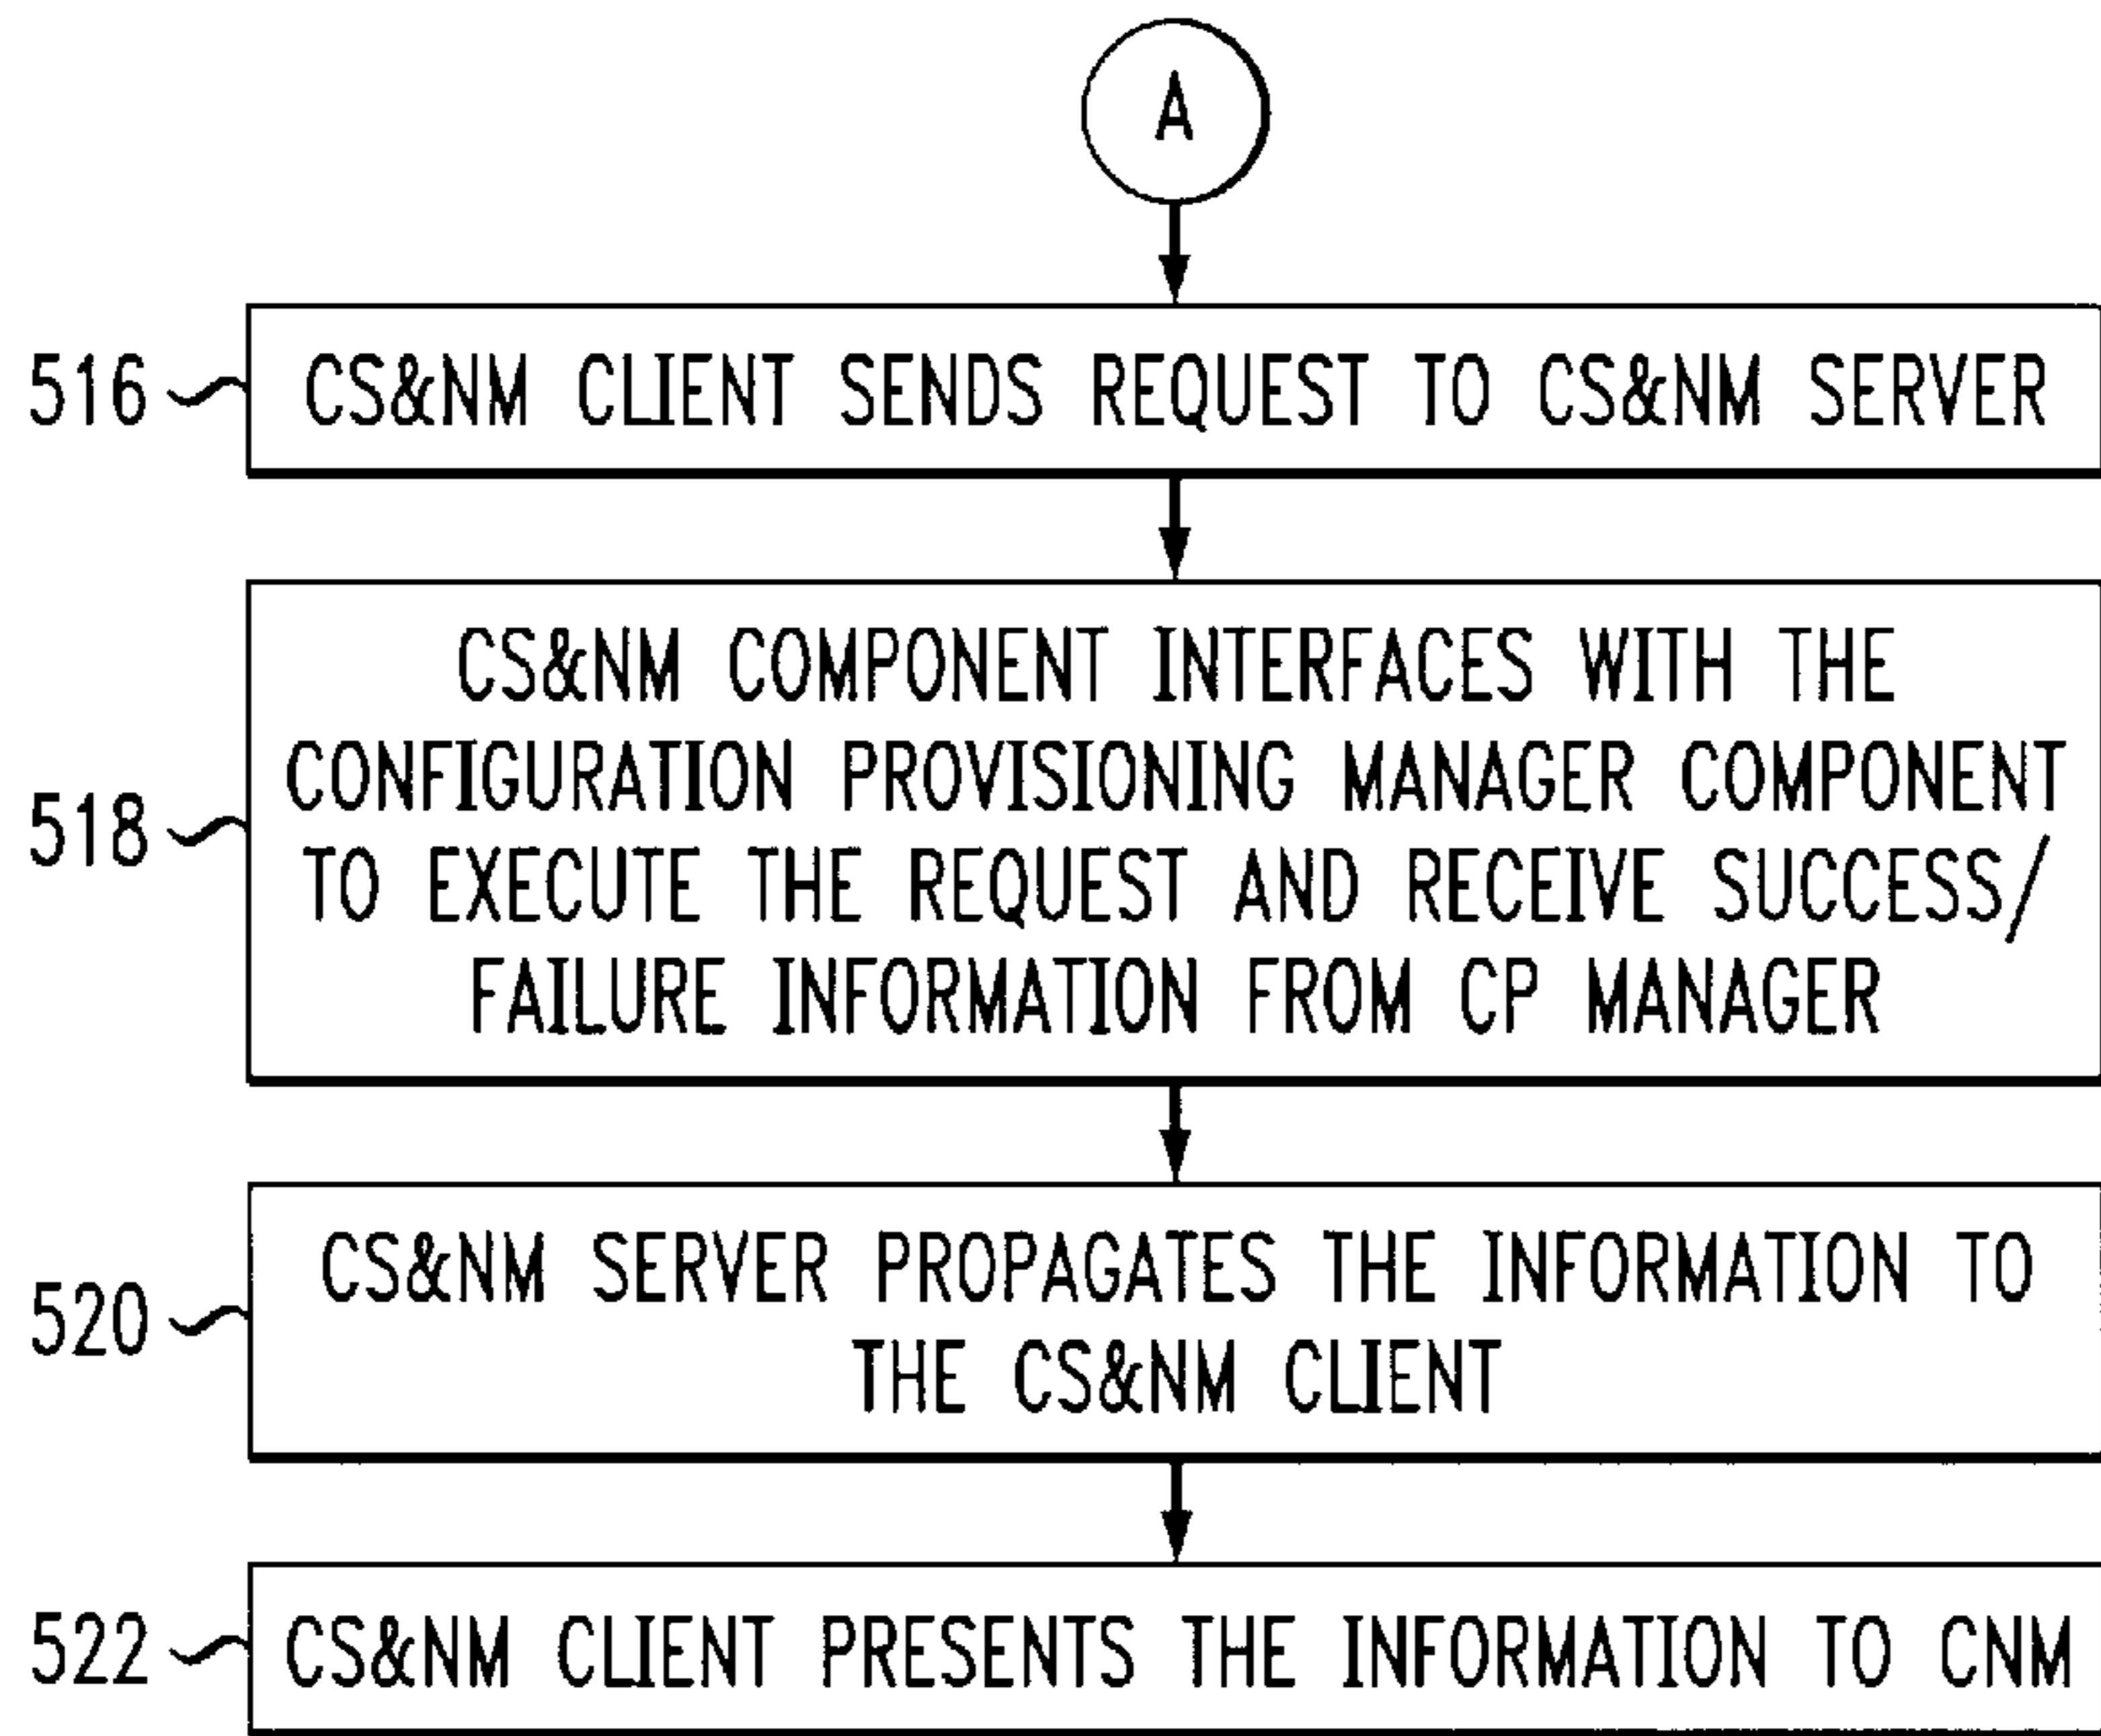 A
516
CS&NM CLIENT SENDS REQUEST TO CS&NM SERVER
518
CS&NM COMPONENT INTERFACES WITH THE
CONFIGURATION PROVISIONING MANAGER COMPONENT
TO EXECUTE THE REQUEST AND RECEIVE SUCCESS/
FAILURE INFORMATION FROM CP MANAGER
520
CS&NM SERVER PROPAGATES THE INFORMATION TO
THE CS&NM CLIENT
522
CS&NM CLIENT PRESENTS THE INFORMATION TO CNM